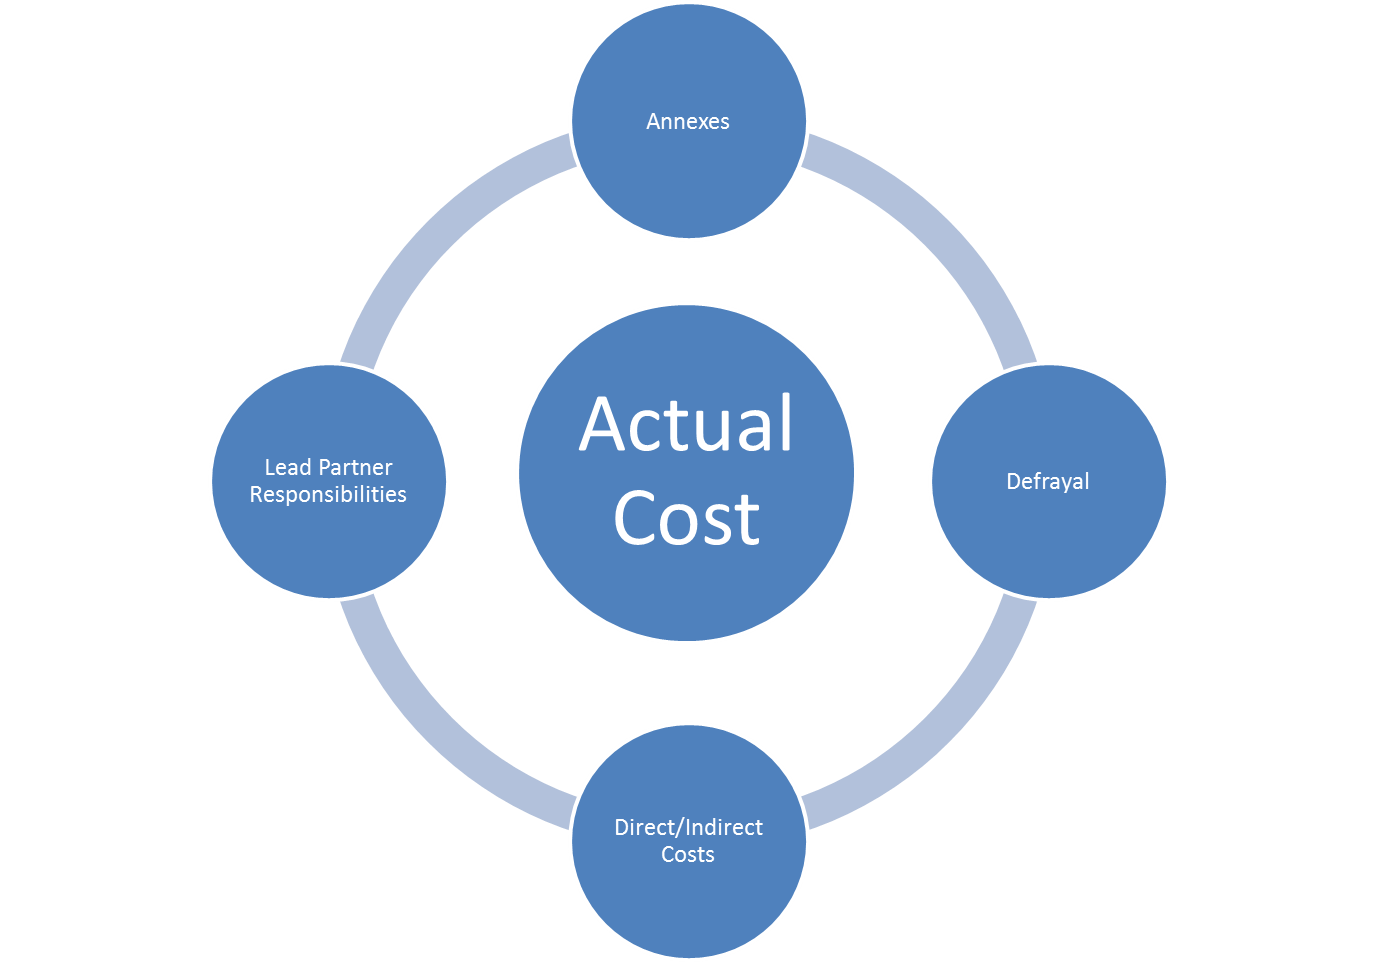 Annexes
Actual
Cost
Lead Partner
Responsibilities
Defrayal
Direct/Indirect
Costs